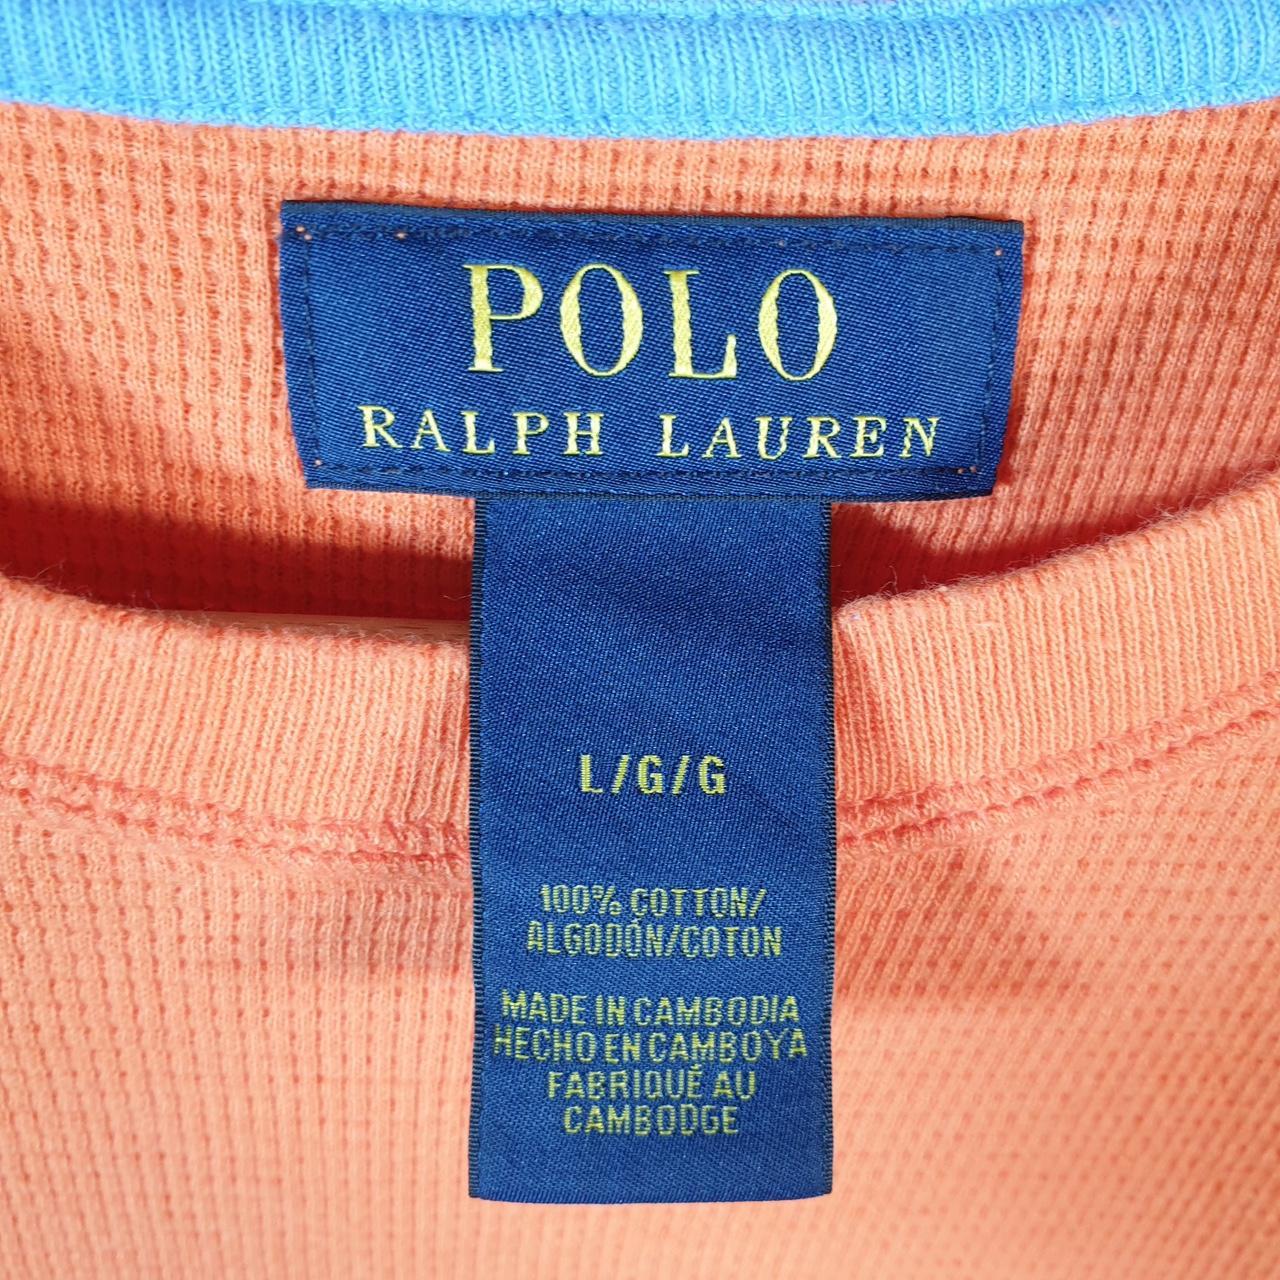 POLO
RALPH LAUREN
L/G/G
100% COTTON/
ALGODÓN/COTON
MADE IN CAMBODIA
HECHO EN CAMBOYA
FABRIQUÉ AU
CAMBODGE